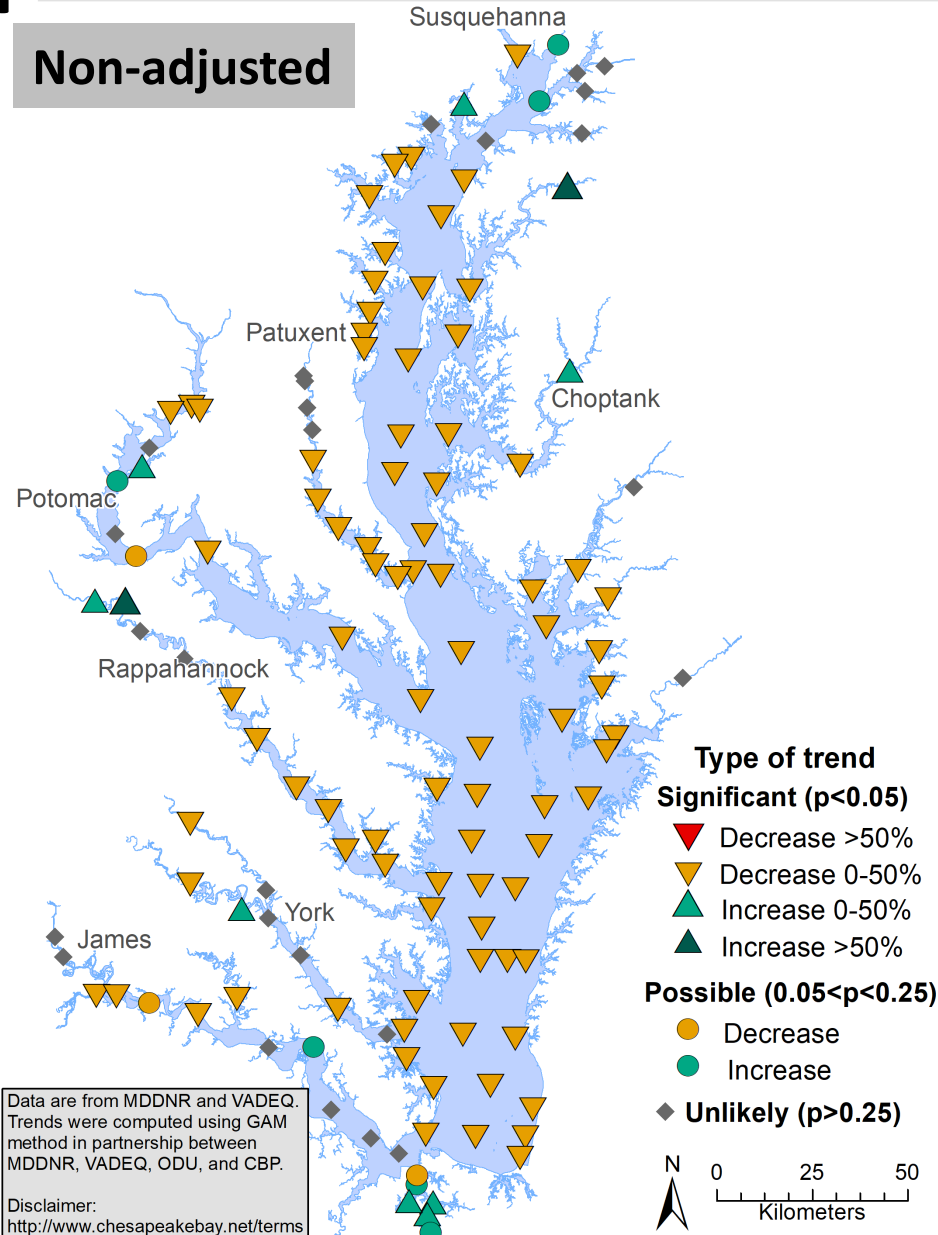 Susquehanna
Non-adjusted
Patuxent
Choptank
Potomac
Rappahannock
York
James
Type of trend
Significant (p<0.05)
Decrease >50%
Decrease 0-50%
Increase 0-50%
Increase >50%
Possible (0.05<p<0.25)
Decrease
Increase
Unlikely (p>0.25)
Data are from MDDNR and VADEQ.
Trends were computed using GAM
method in partnership between
MDDNR, VADEQ, ODU, and CBP.
Disclaimer:
http://www.chesapeakebay.net/terms
N
0 25 50
Kilometers